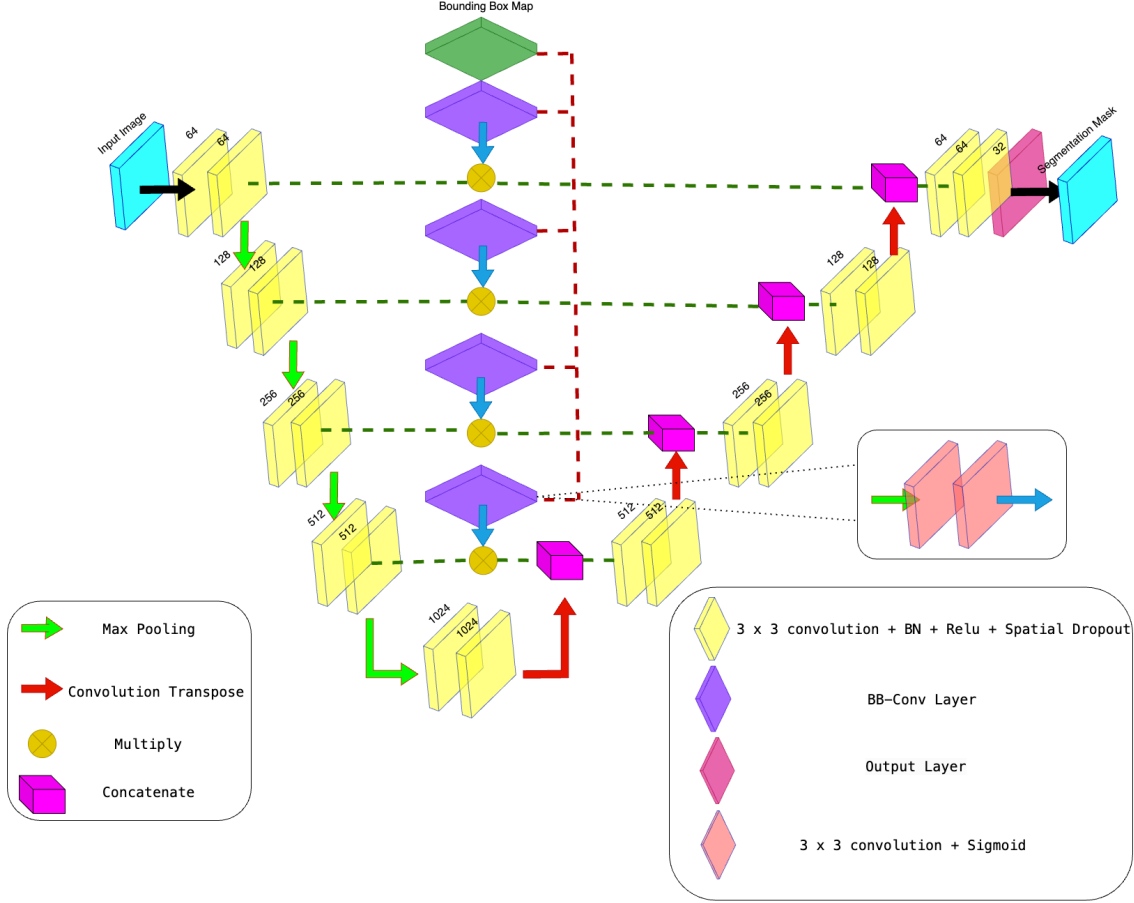 Bounding Box Map
Input Image
64
64
128
128
256
256
512
512
1024
1024
512
512
256
256
128
128
64
64
32
Segmentation Mask
Max Pooling
Convolution Transpose
Multiply
Concatenate
3 x 3 convolution + BN + Relu + Spatial Dropout
BB-Conv Layer
Output Layer
3 x 3 convolution + Sigmoid